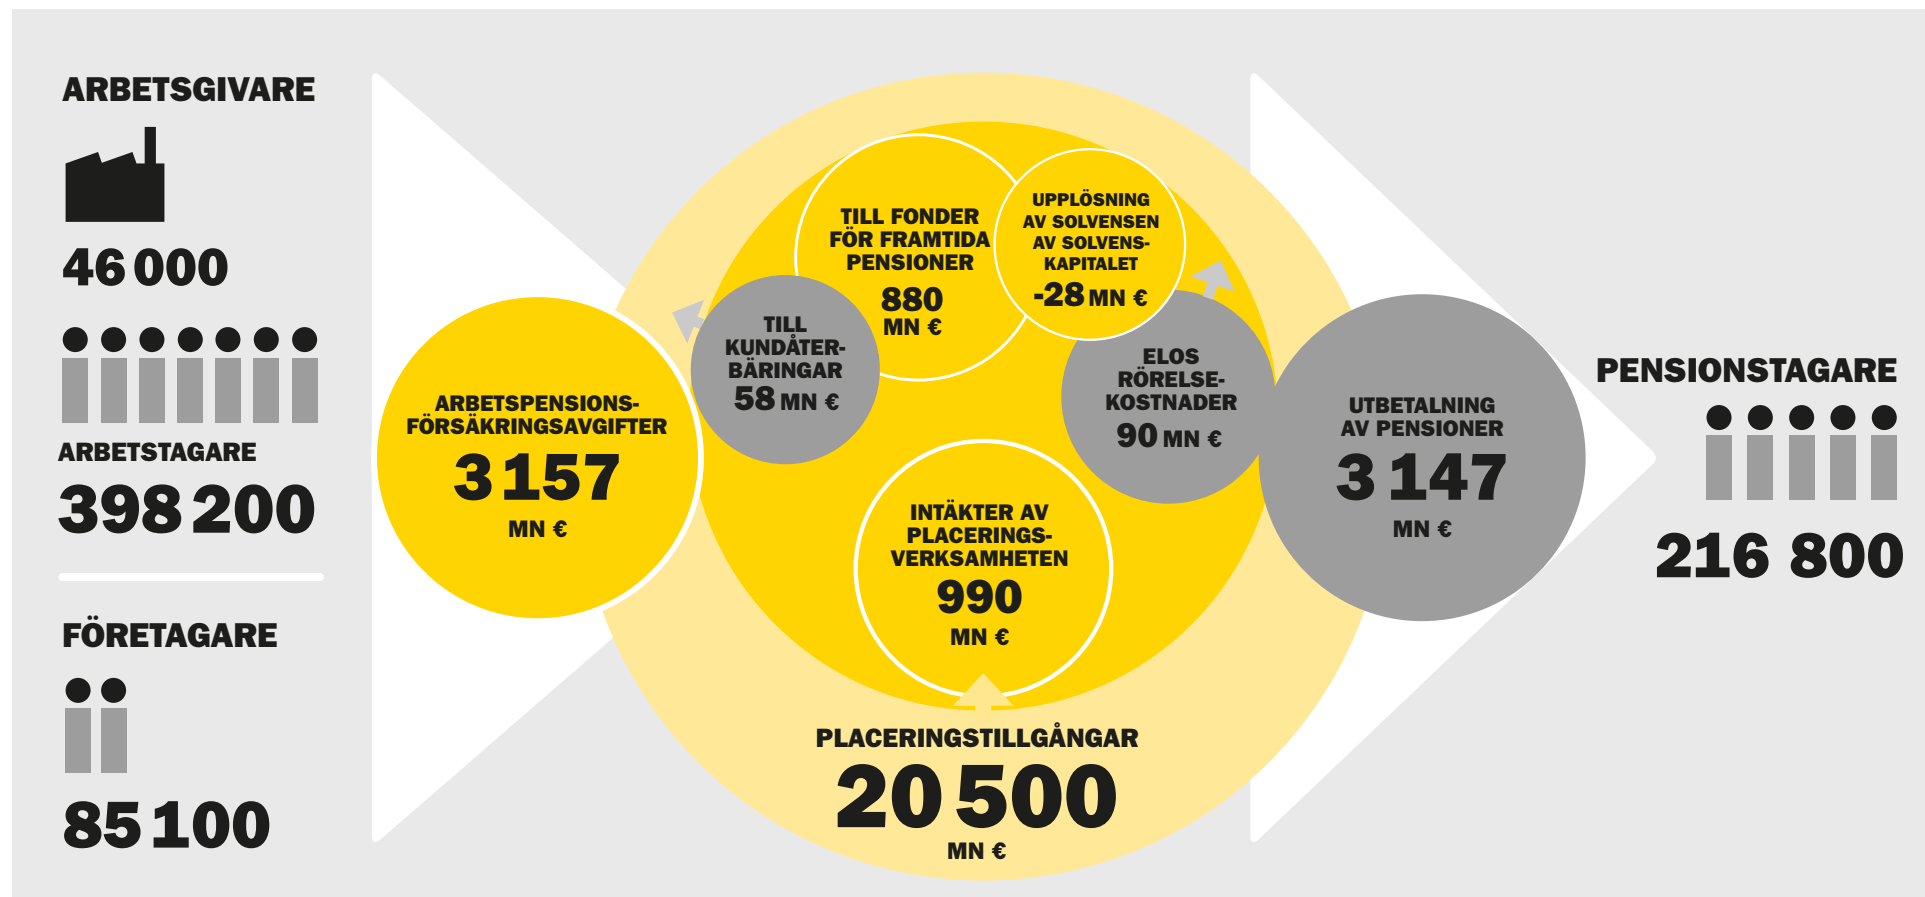 ARBETSGIVARE
46 000
ARBETSTAGARE
398 200
FÖRETAGARE
85 100
ARBETSPENSIONS-
FÖRSÄKRINGSAVGIFTER
3 157
MN €
TILL
KUNDÅTER-
BÄRINGAR
58 MN €
TILL FONDER
FÖR FRAMTIDA
PENSIONER
880
MN €
UPPLÖSNING
AV SOLVENSEN
AV SOLVENS-
KAPITALET
-28 MN €
ELOS
RÖRELSE-
KOSTNADER
90 MN €
INTÄKTER AV
PLACERINGS-
VERKSAMHETEN
990
MN €
PLACERINGSTILLGÅNGAR
20 500
MN €
UTBETALNING
AV PENSIONER
3 147
MN €
PENSIONSTAGARE
216 800